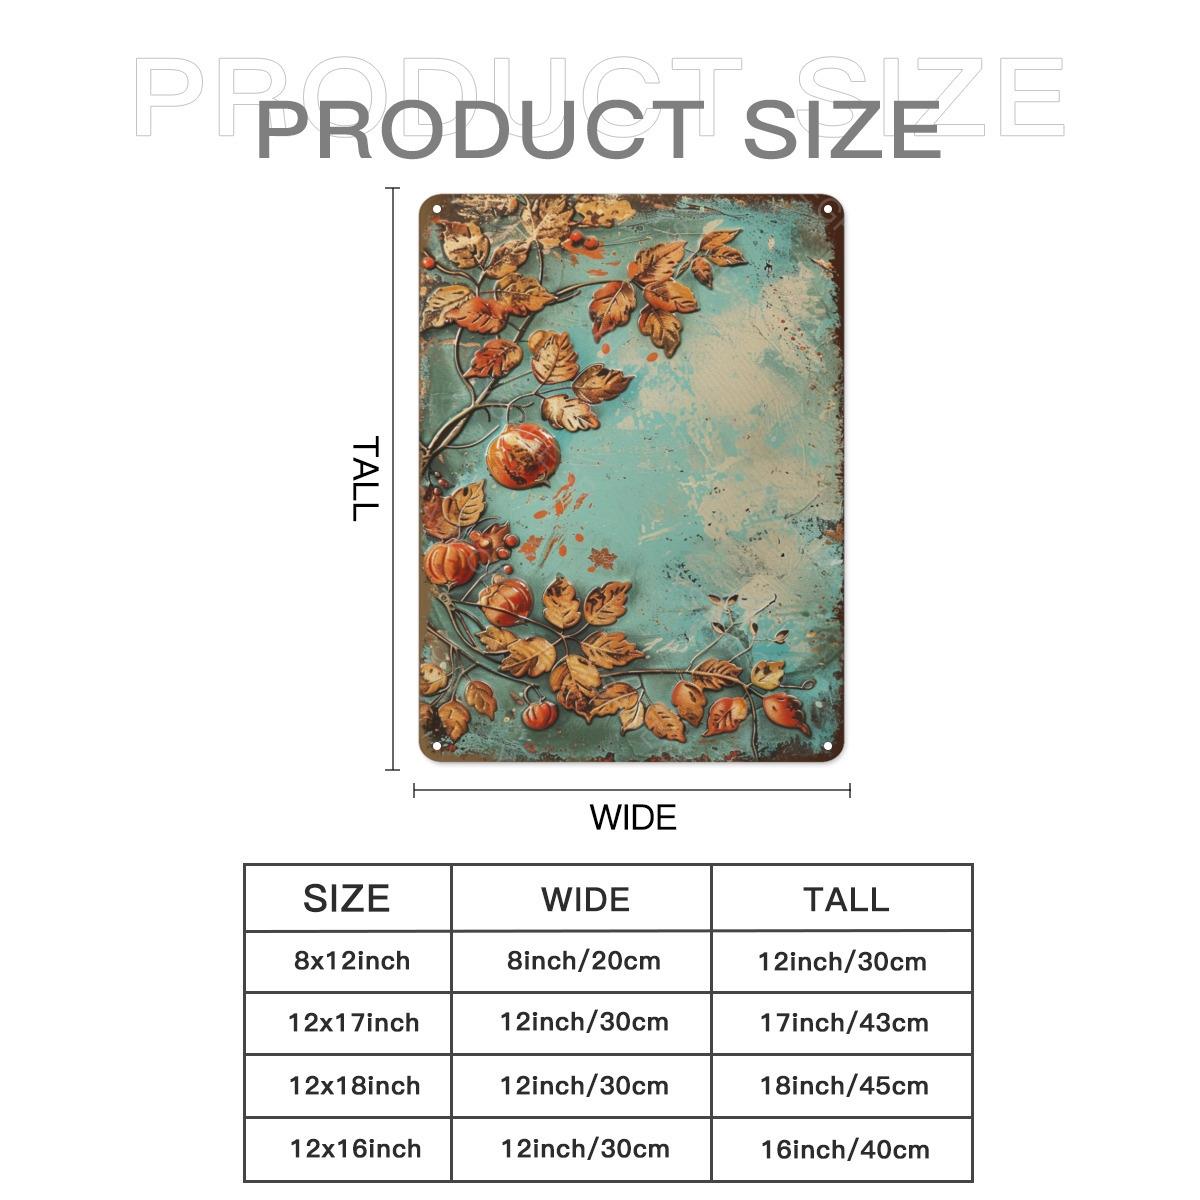 PRODUCT SIZE
PRODUCT SIZE
TALL
WIDE
SIZE WIDE TALL
8x12inch 8inch/20cm 12inch/30cm
12x17inch 12inch/30cm 17inch/43cm
12x18inch 12inch/30cm 18inch/45cm
12x16inch 12inch/30cm 16inch/40cm